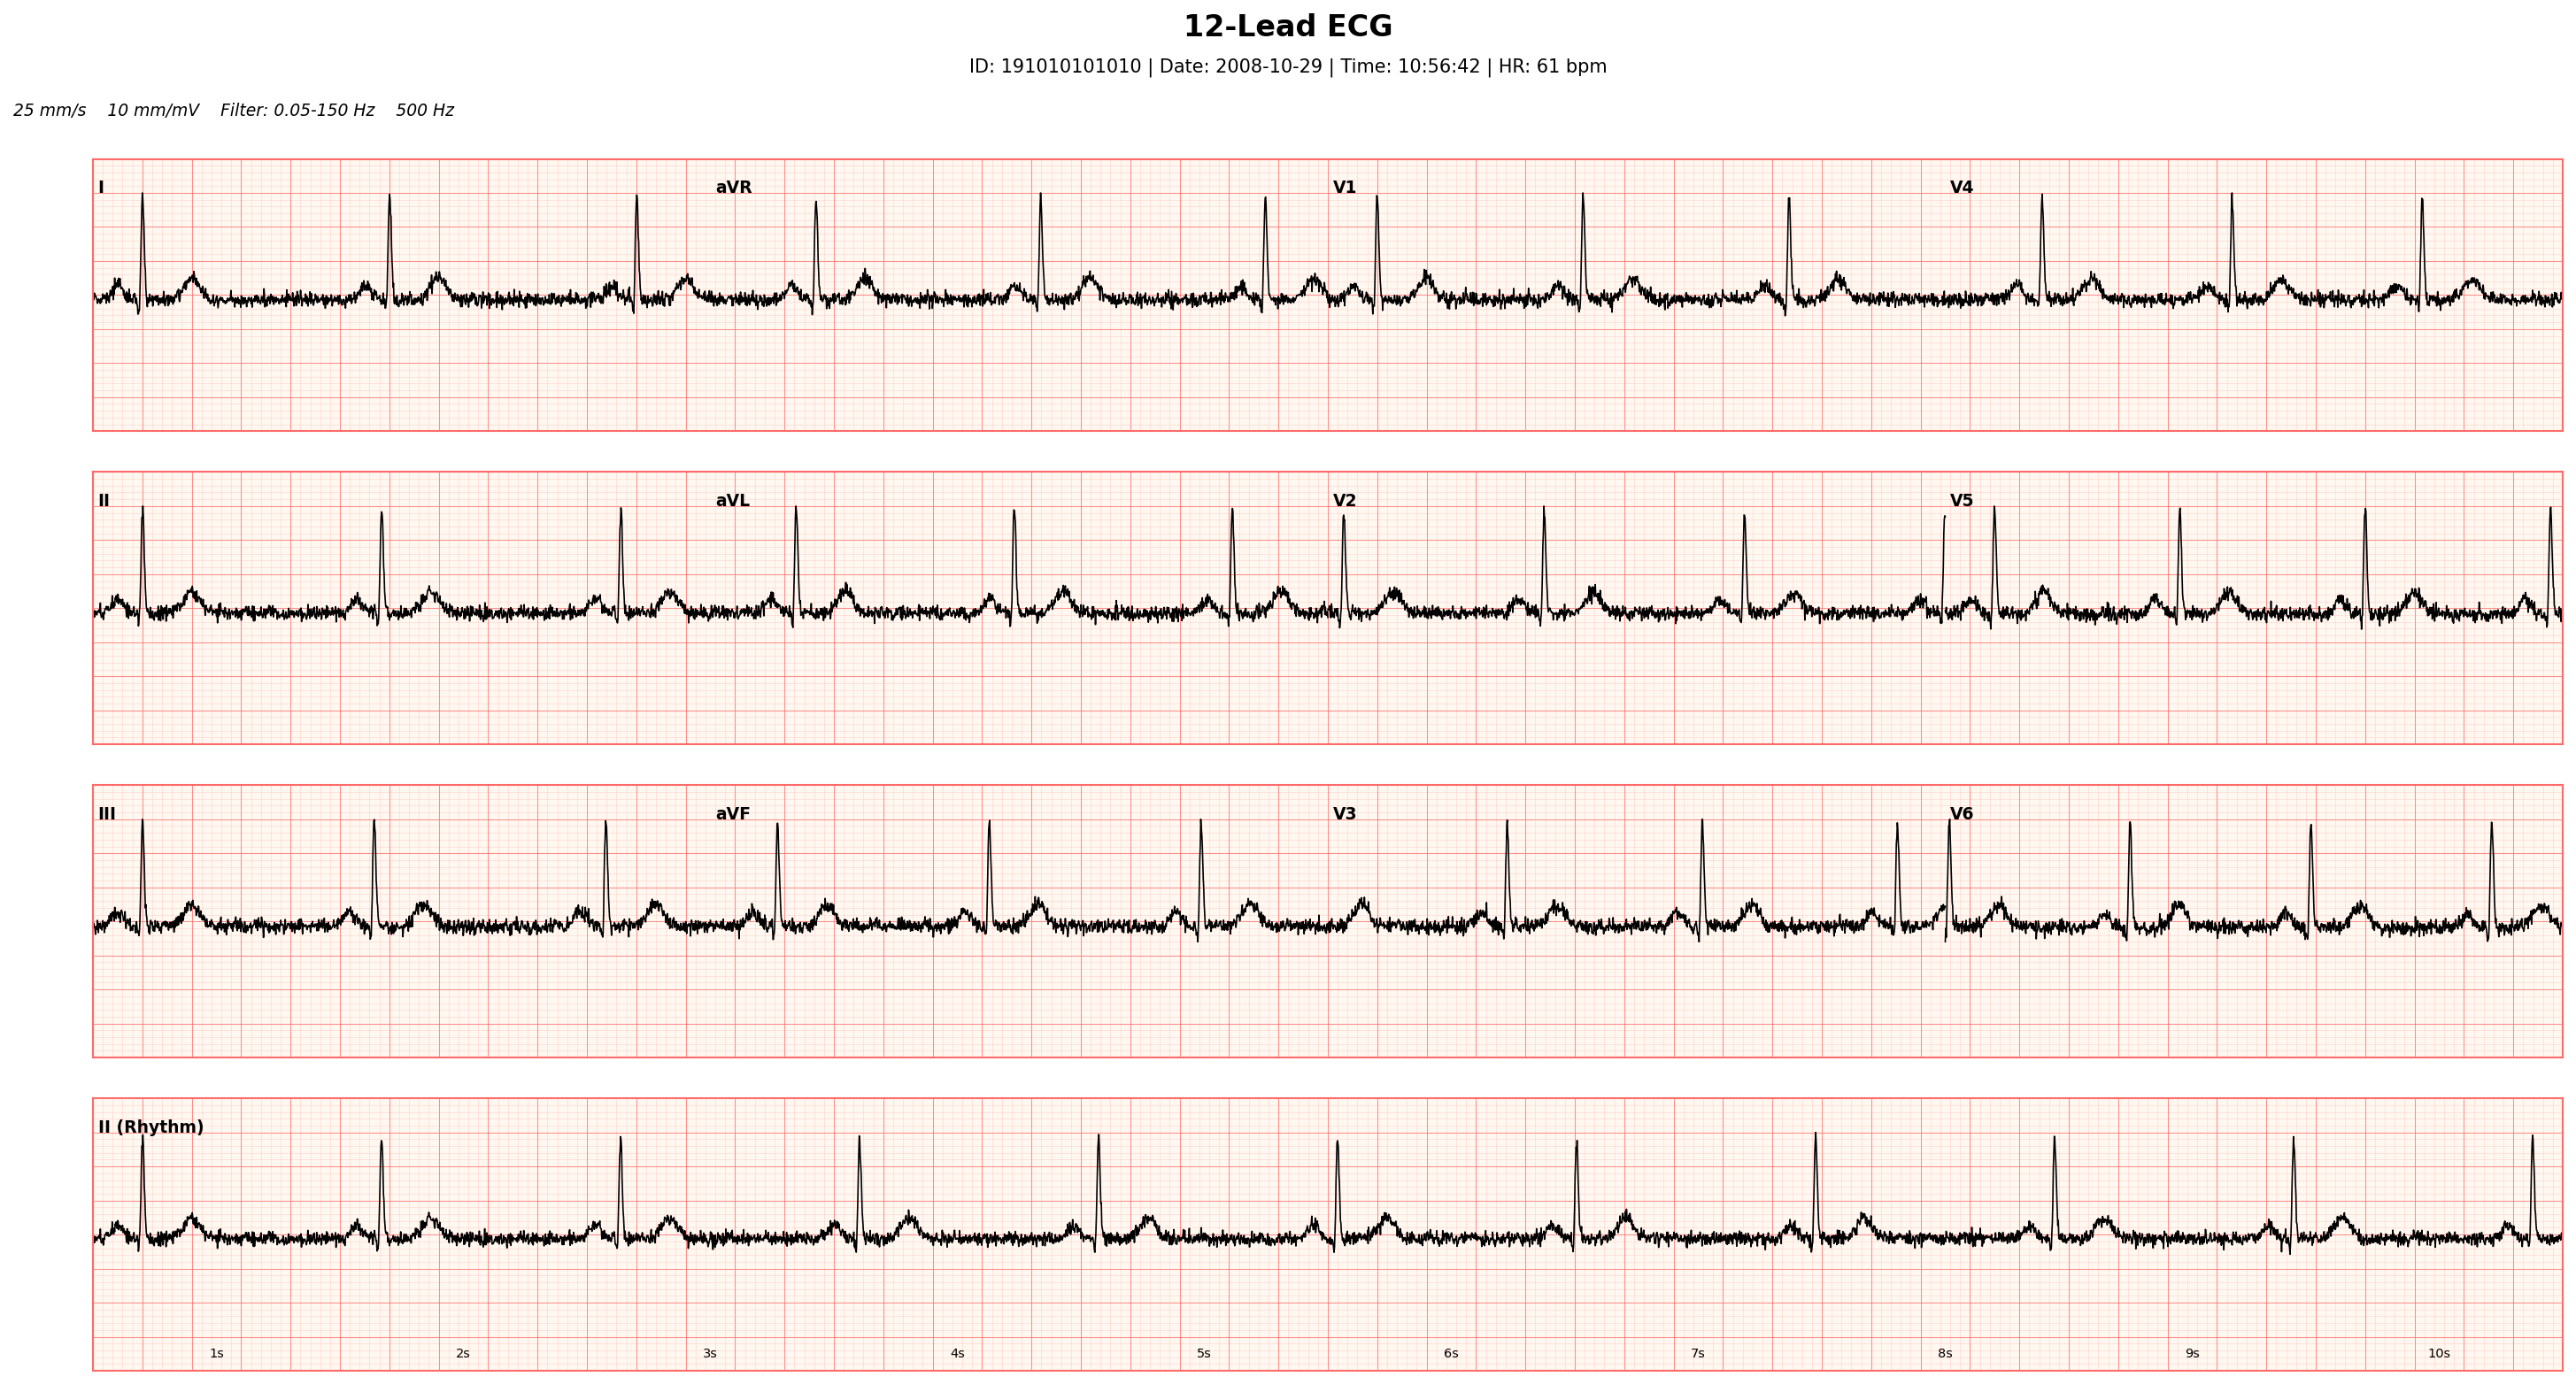 12-Lead ECG
ID: 191010101010 | Date: 2008-10-29 | Time: 10:56:42 | HR: 61 bpm
25 mm/s    10 mm/mV    Filter: 0.05-150 Hz    500 Hz
I aVR V1 V4
II aVL V2 V5
III aVF V3 V6
II (Rhythm)
1s 2s 3s 4s 5s 6s 7s 8s 9s 10s